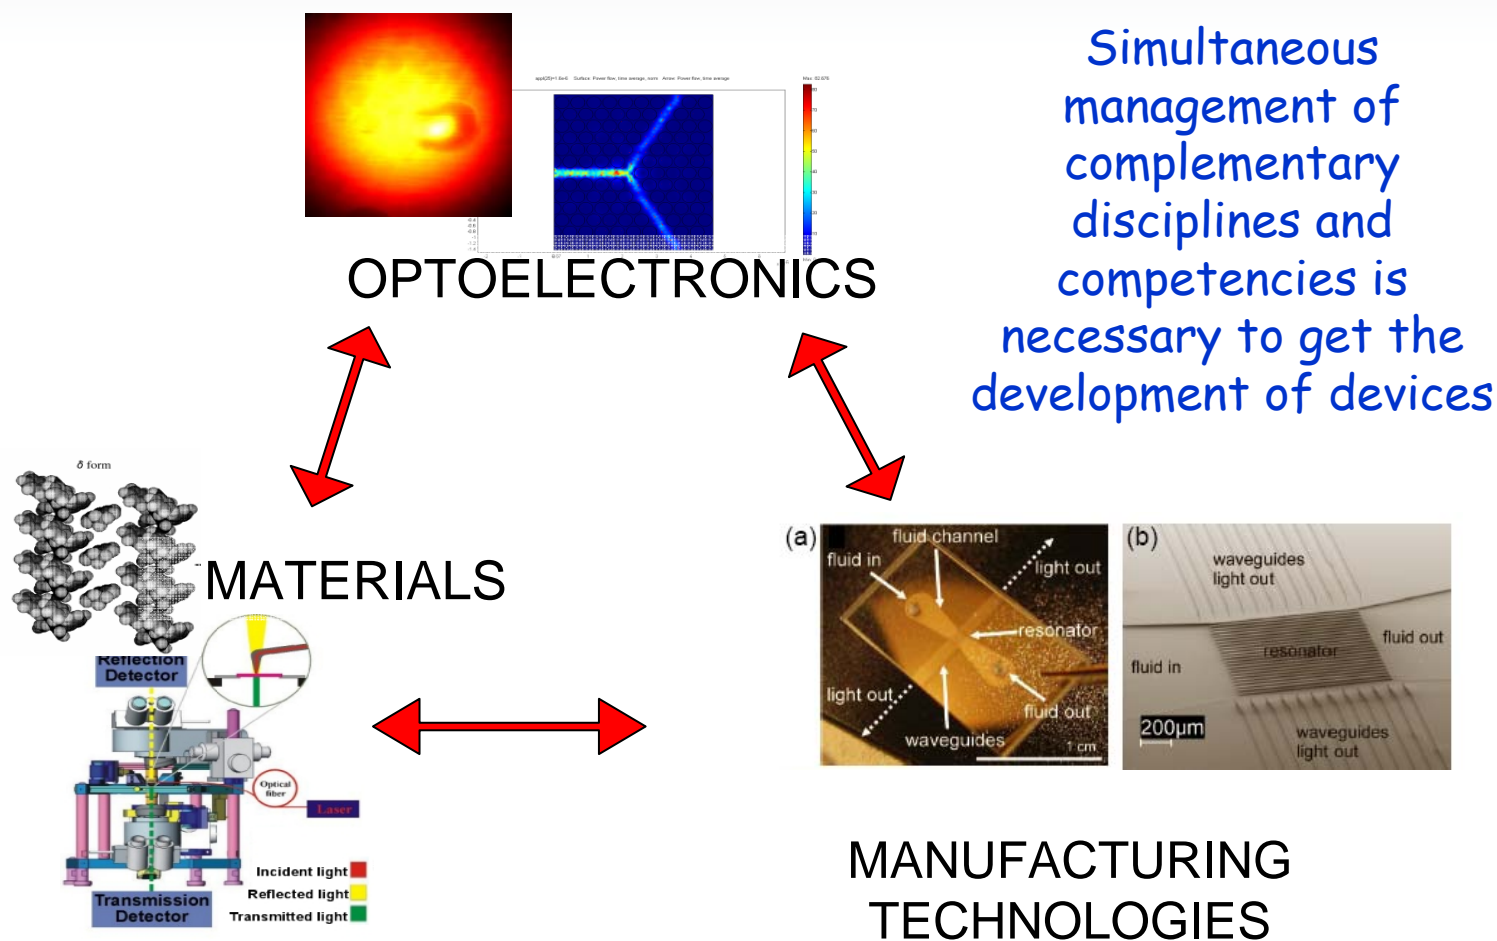 Simultaneous
management of
complementary
disciplines and
competencies is
necessary to get the
development of devices
OPTOELECTRONICS
δ form
MATERIALS
Reflection
Detector
Optical
fiber
Laser
Incident light
Reflected light
Transmitted light
Transmission
Detector
(a)
fluid channel
fluid in
light out
resonator
light out
fluid out
waveguides
1 cm
(b)
waveguides
light out
resonator
fluid out
fluid in
200μm
waveguides
light out
MANUFACTURING
TECHNOLOGIES